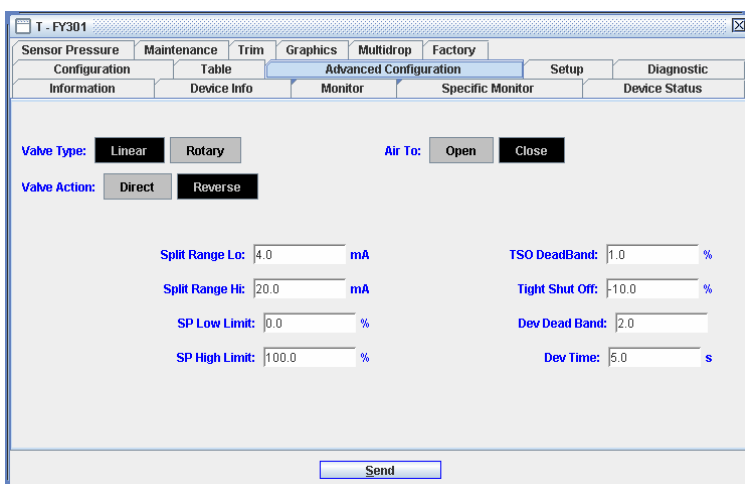 T - FY301
Sensor Pressure Maintenance Trim Graphics Multidrop Factory
Configuration Table Advanced Configuration Setup Diagnostic
Information Device Info Monitor Specific Monitor Device Status
Valve Type: Linear Rotary Air To: Open Close
Valve Action: Direct Reverse
Split Range Lo: 4.0 mA TSO DeadBand: 1.0 %
Split Range Hi: 20.0 mA Tight Shut Off: -10.0 %
SP Low Limit: 0.0 % Dev Dead Band: 2.0
SP High Limit: 100.0 % Dev Time: 5.0 s
Send